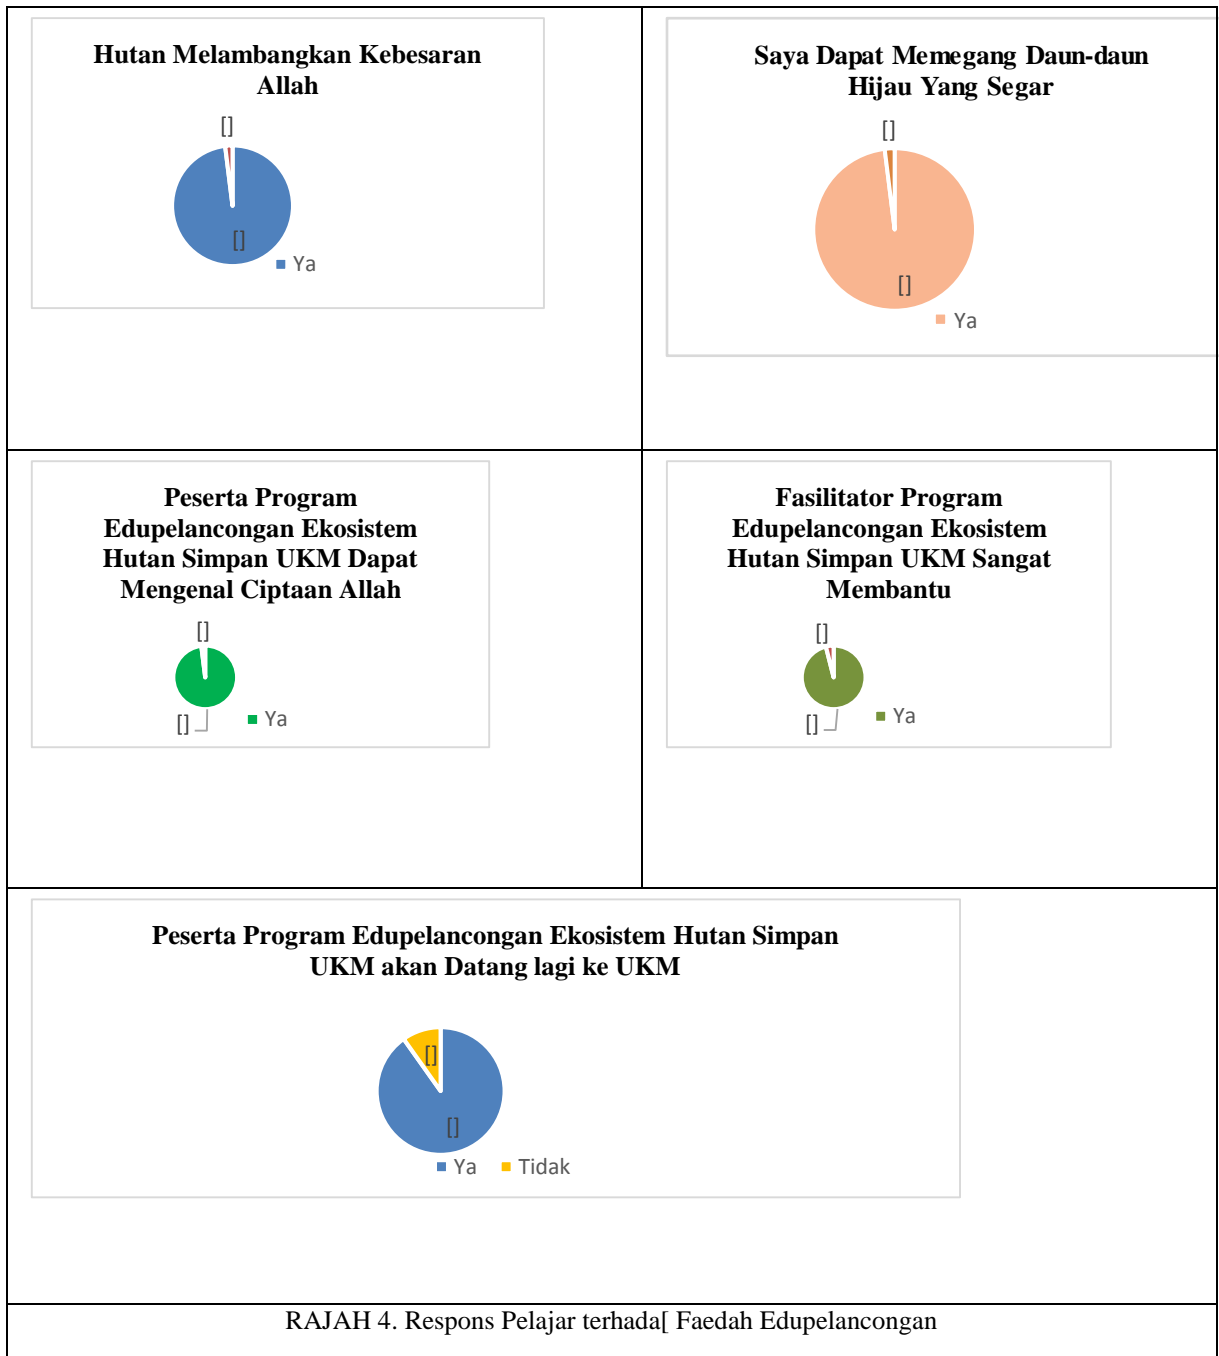 Hutan Melambangkan Kebesaran
Allah
[]
[]
Ya
Saya Dapat Memegang Daun-daun
Hijau Yang Segar
[]
[]
Ya
Peserta Program
Edupelancongan Ekosistem
Hutan Simpan UKM Dapat
Mengenal Ciptaan Allah
[]
[]
Ya
Fasilitator Program
Edupelancongan Ekosistem
Hutan Simpan UKM Sangat
Membantu
[]
[]
Ya
Peserta Program Edupelancongan Ekosistem Hutan Simpan
UKM akan Datang lagi ke UKM
[]
[]
Ya Tidak
RAJAH 4. Respons Pelajar terhada[ Faedah Edupelancongan